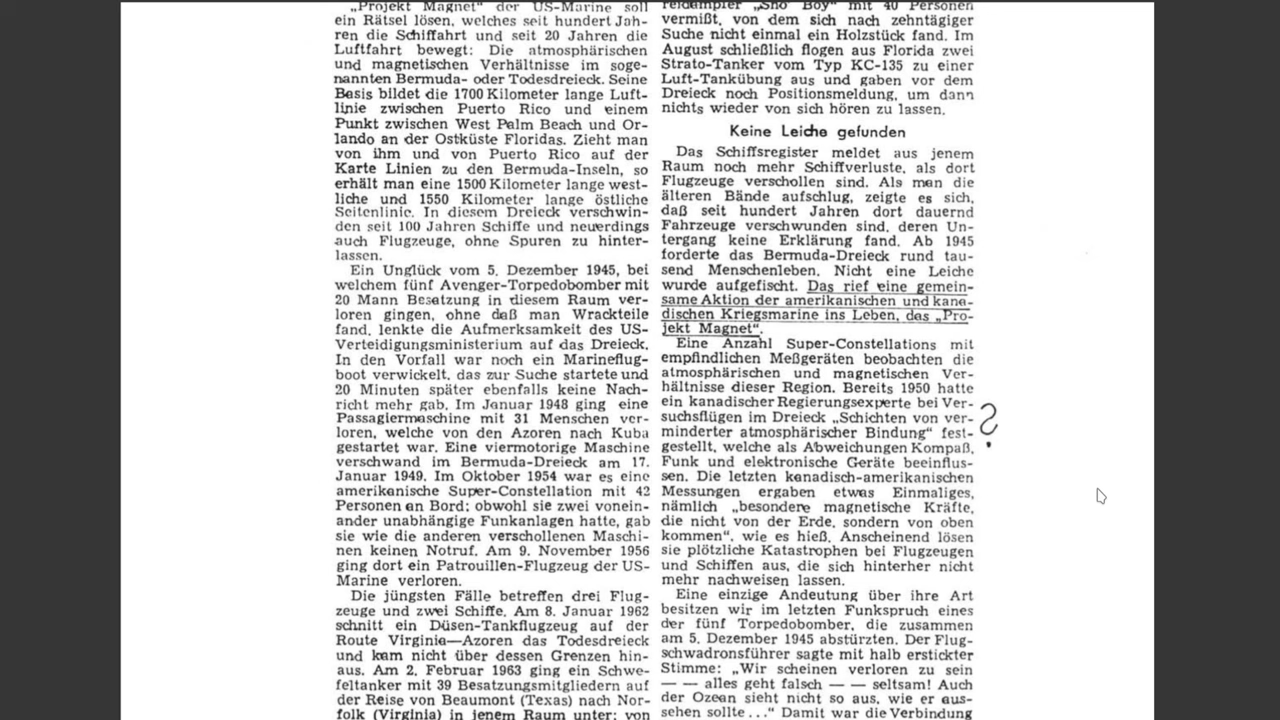 „Projekt Magnet" der US-Marine soll
ein Rätsel lösen, welches seit hundert Jah-
ren die Schiffahrt und seit 20 Jahren die
Luftfahrt bewegt: Die atmosphärischen
und magnetischen Verhältnisse im soge-
nannten Bermuda- oder Todesdreieck. Seine
Basis bildet die 1700 Kilometer lange Luft-
linie zwischen Puerto Rico und einem
Punkt zwischen West Palm Beach und Or-
lando an der Ostküste Floridas. Zieht man
von ihm und von Puerto Rico auf der
Karte Linien zu den Bermuda-Inseln, so
erhält man eine 1500 Kilometer lange west-
liche und 1550 Kilometer lange östliche
Seitenlinie. In diesem Dreieck verschwin-
den seit 100 Jahren Schiffe und neuerdings
auch Flugzeuge, ohne Spuren zu hinter-
lassen.
Ein Unglück vom 5. Dezember 1945, bei
welchem fünf Avenger-Torpedobomber mit
20 Mann Besatzung in diesem Raum ver-
loren gingen, ohne daß man Wrackteile
fand, lenkte die Aufmerksamkeit des US-
Verteidigungsministerium auf das Dreieck.
In den Vorfall war noch ein Marineflug-
boot verwickelt, das zur Suche startete und
20 Minuten später ebenfalls keine Nach-
richt mehr gab. Im Januar 1948 ging eine
Passagiermaschine mit 31 Menschen ver-
loren, welche von den Azoren nach Kuba
gestartet war. Eine viermotorige Maschine
verschwand im Bermuda-Dreieck am 17.
Januar 1949. Im Oktober 1954 war es eine
amerikanische Super-Constellation mit 42
Personen an Bord; obwohl sie zwei vonein-
ander unabhängige Funkanlagen hatte, gab
sie wie die anderen verschollenen Maschi-
nen keinen Notruf. Am 9. November 1956
ging dort ein Patrouillen-Flugzeug der US-
Marine verloren.
Die jüngsten Fälle betreffen drei Flug-
zeuge und zwei Schiffe. Am 8. Januar 1962
schnitt ein Düsen-Tankflugzeug auf der
Route Virginia—Azoren das Todesdreieck
und kam nicht über dessen Grenzen hin-
aus. Am 2. Februar 1963 ging ein Schwe-
feltanker mit 39 Besatzungsmitgliedern auf
der Reise von Beaumont (Texas) nach Nor-
folk (Virginia) in jenem Raum unter; von
„Sno' Boy" mit 40 Personen
vermißt, von dem sich nach zehntägiger
Suche nicht einmal ein Holzstück fand. Im
August schließlich flogen aus Florida zwei
Strato-Tanker vom Typ KC-135 zu einer
Luft-Tankübung aus und gaben vor dem
Dreieck noch Positionsmeldung, um dann
nichts wieder von sich hören zu lassen.
Keine Leiche gefunden
Das Schiffsregister meldet aus jenem
Raum noch mehr Schiffverluste, als dort
Flugzeuge verschollen sind. Als man die
älteren Bände aufschlug, zeigte es sich,
daß seit hundert Jahren dort dauernd
Fahrzeuge verschwunden sind, deren Un-
tergang keine Erklärung fand. Ab 1945
forderte das Bermuda-Dreieck rund tau-
send Menschenleben. Nicht eine Leiche
wurde aufgefischt. Das rief eine gemein-
same Aktion der amerikanischen und kana-
dischen Kriegsmarine ins Leben, das „Pro-
jekt Magnet".
Eine Anzahl Super-Constellations mit
empfindlichen Meßgeräten beobachten die
atmosphärischen und magnetischen Ver-
hältnisse dieser Region. Bereits 1950 hatte
ein kanadischer Regierungsexperte bei Ver-
suchsflügen im Dreieck „Schichten von ver-
minderter atmosphärischer Bindung" fest-
gestellt, welche als Abweichungen Kompaß,
Funk und elektronische Geräte beeinflus-
sen. Die letzten kanadisch-amerikanischen
Messungen ergaben etwas Einmaliges,
nämlich „besondere magnetische Kräfte,
die nicht von der Erde, sondern von oben
kommen", wie es hieß. Anscheinend lösen
sie plötzliche Katastrophen bei Flugzeugen
und Schiffen aus, die sich hinterher nicht
mehr nachweisen lassen.
Eine einzige Andeutung über ihre Art
besitzen wir im letzten Funkspruch eines
der fünf Torpedobomber, die zusammen
am 5. Dezember 1945 abstürzten. Der Flug-
schwadronsführer sagte mit halb erstickter
Stimme: „Wir scheinen verloren zu sein
— — alles geht falsch — — seltsam! Auch
der Ozean sieht nicht so aus, wie er aus-
sehen sollte . . ." Damit war die Verbindung
?